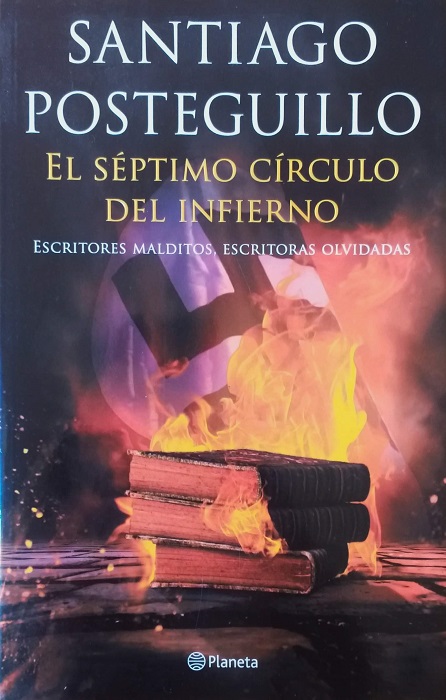 SANTIAGO
POSTEGUILLO
EL SÉPTIMO CÍRCULO
DEL INFIERNO
ESCRITORES MALDITOS, ESCRITORAS OLVIDADAS
Planeta